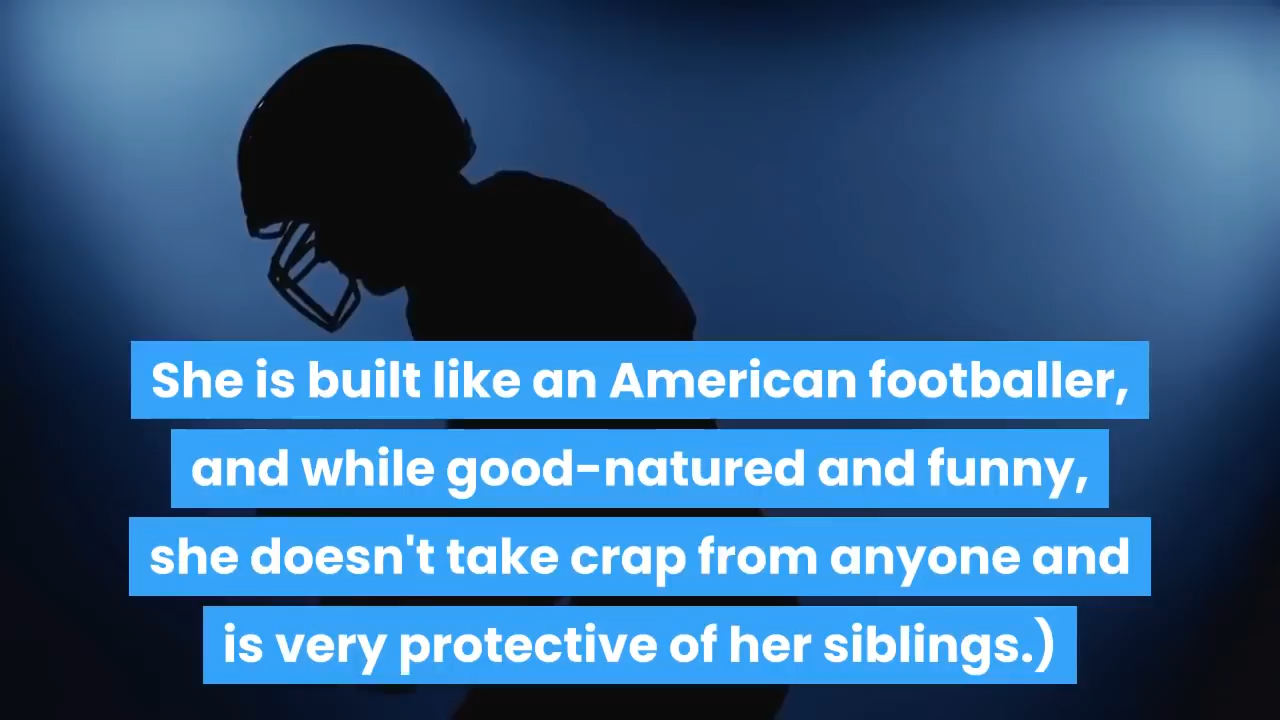 She is built like an American footballer,
and while good-natured and funny,
she doesn't take crap from anyone and
is very protective of her siblings.)